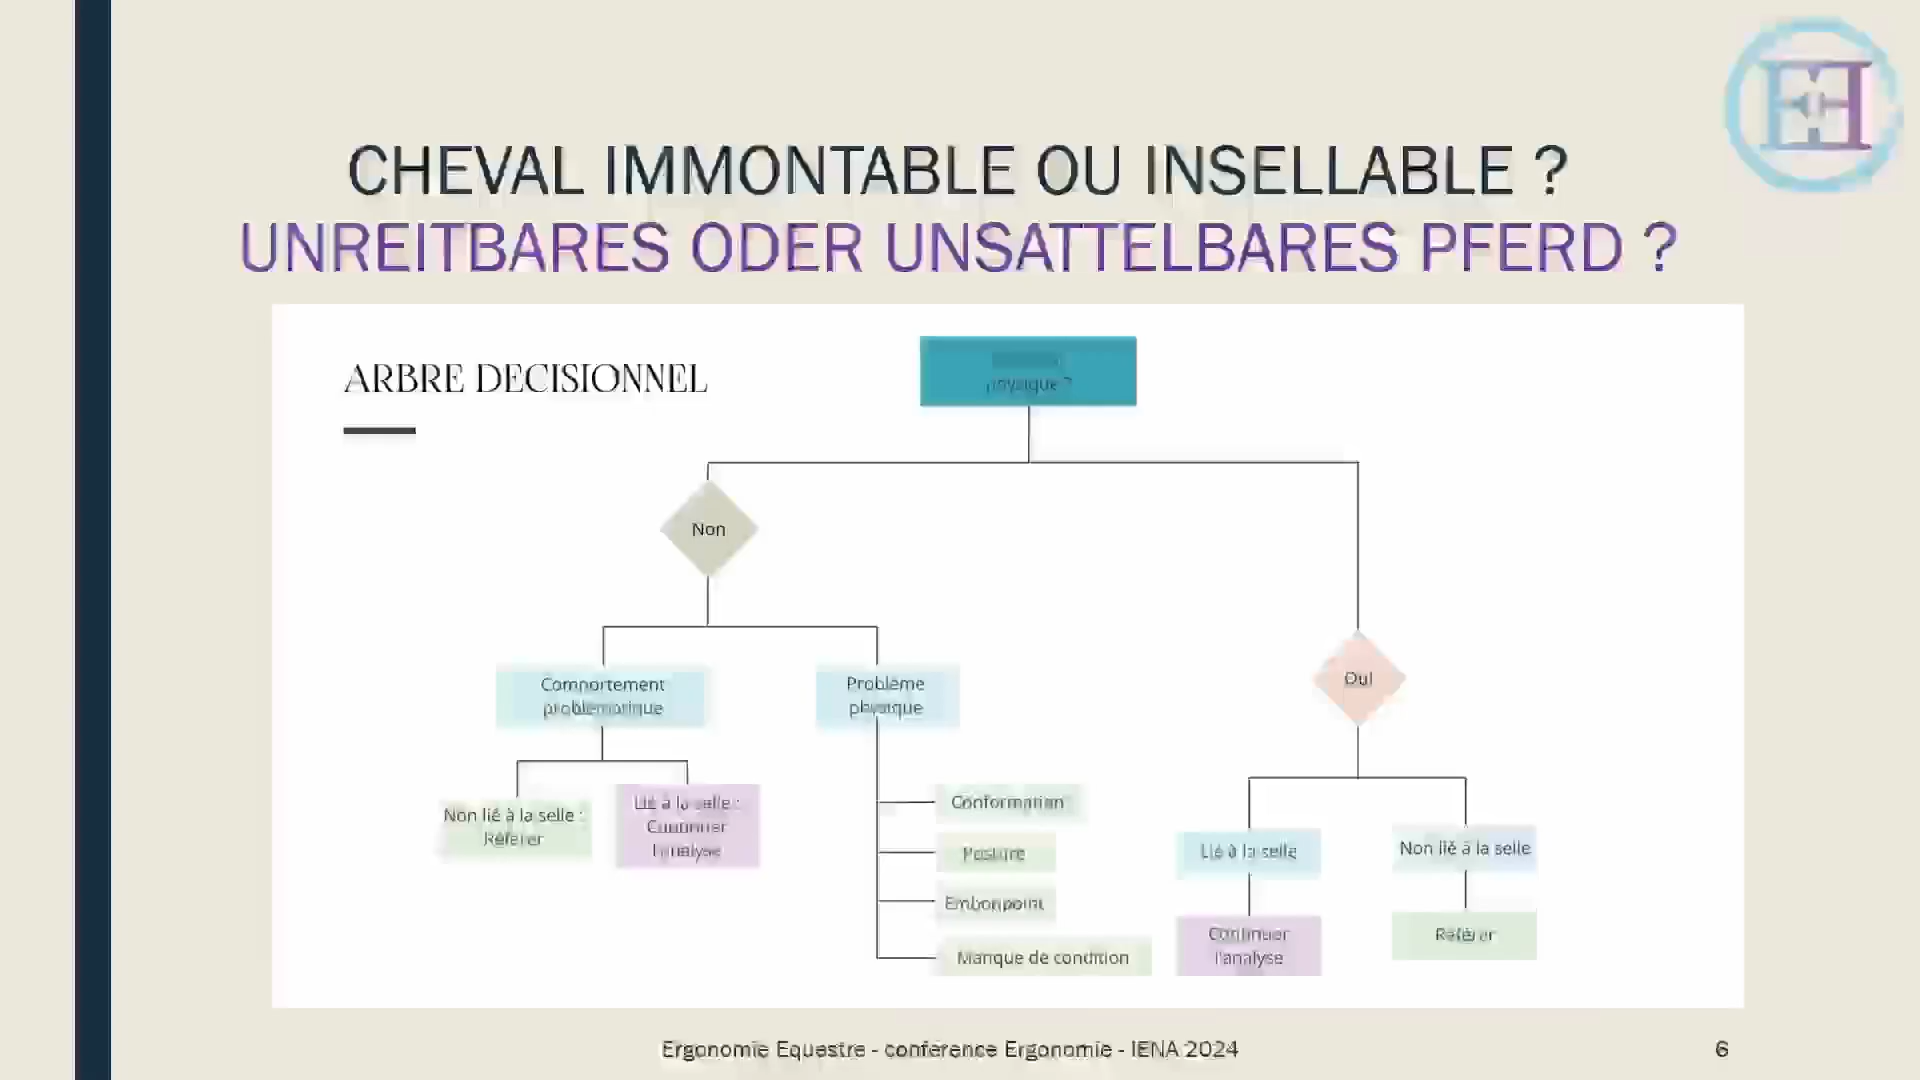 CHEVAL IMMONTABLE OU INSELLABLE ?
UNREITBARES ODER UNSATTELBARES PFERD ?
ARBRE DECISIONNEL
physique ?
Non
Oui
Comportement
problématique
Problème
physique
Non lié à la selle :
Référer
Lié à la selle :
Continuer
l'analyse
Conformation
Posture
Embonpoint
Manque de condition
Lié à la selle
Continuer
l'analyse
Non lié à la selle
Référer
Ergonomie Equestre - conférence Ergonomie - IENA 2024
6